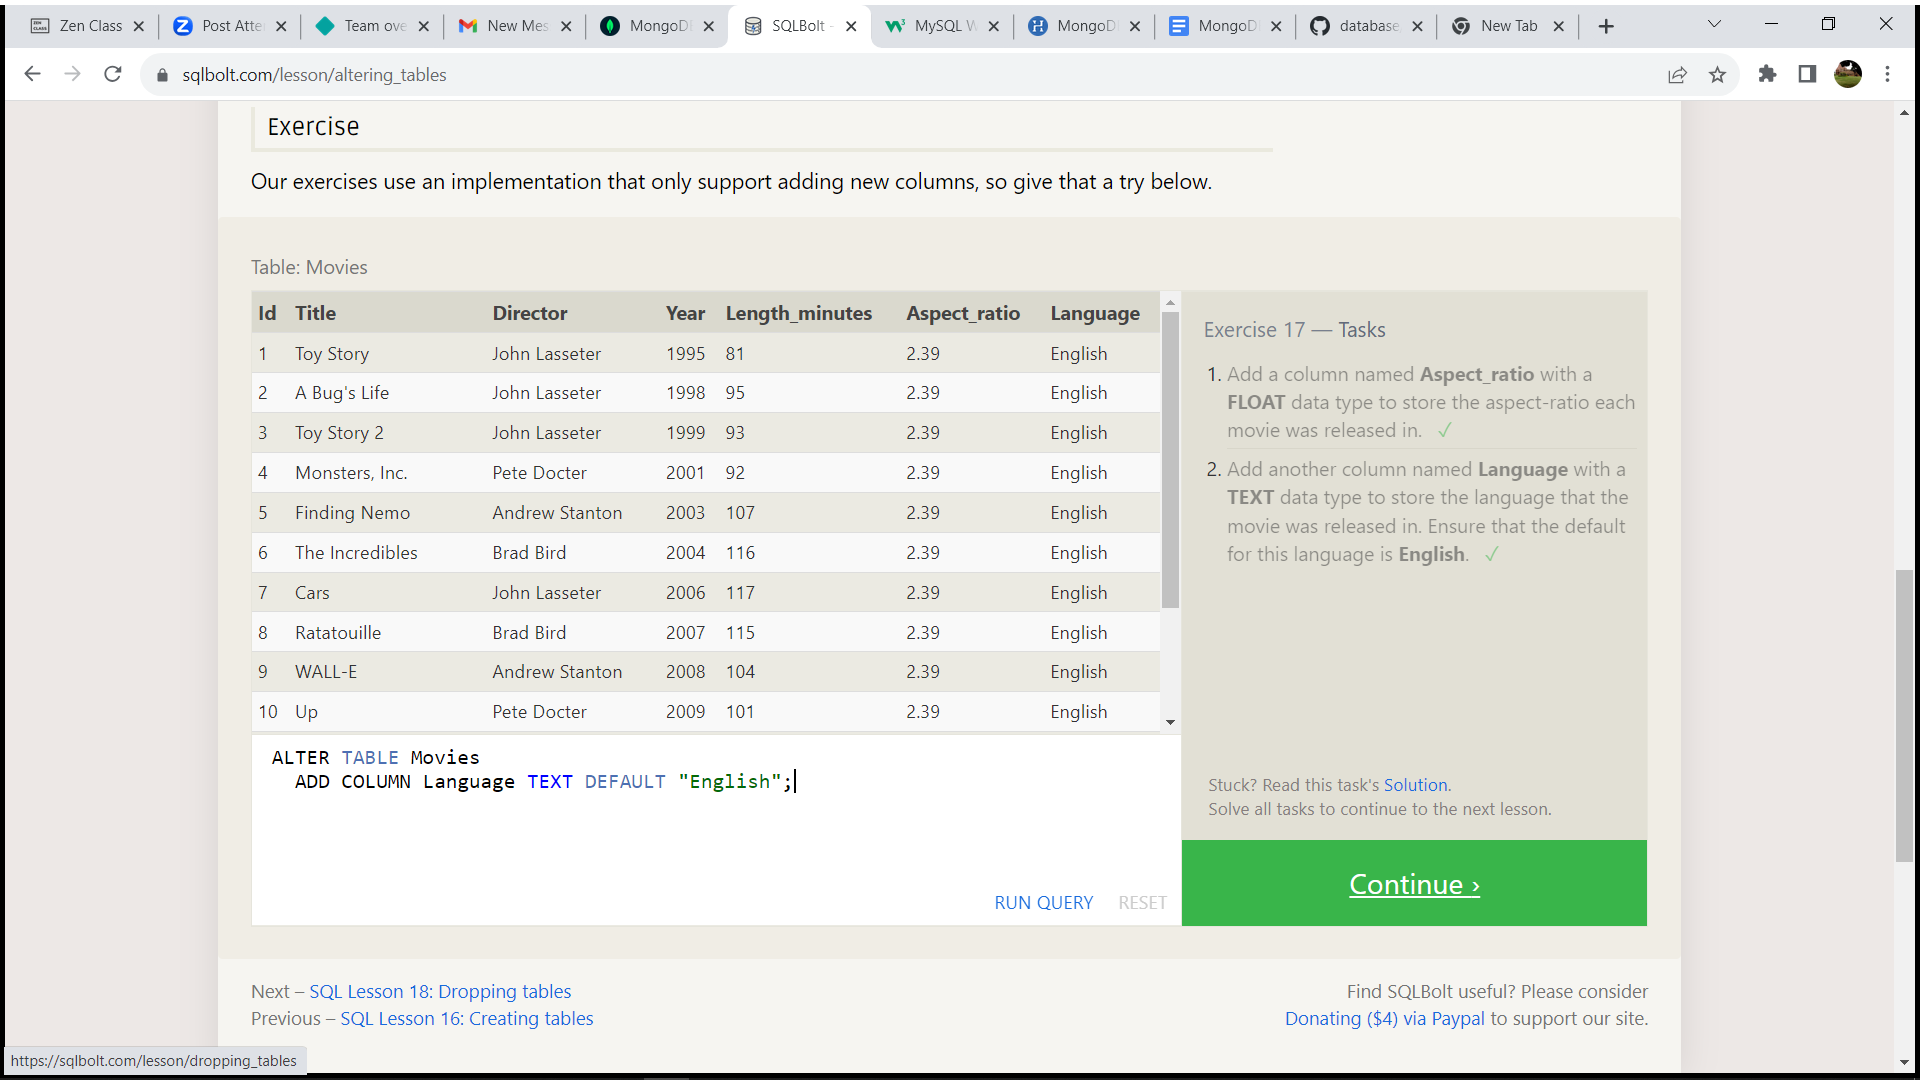 Zen Class
Post Atte
Team ove
New Mes
MongoD
SQLBolt -
MySQL W
MongoD
MongoD
database
New Tab
sqlbolt.com/lesson/altering_tables
Exercise
Our exercises use an implementation that only support adding new columns, so give that a try below.
Table: Movies
Id Title Director Year Length_minutes Aspect_ratio Language
1 Toy Story John Lasseter 1995 81 2.39 English
2 A Bug's Life John Lasseter 1998 95 2.39 English
3 Toy Story 2 John Lasseter 1999 93 2.39 English
4 Monsters, Inc. Pete Docter 2001 92 2.39 English
5 Finding Nemo Andrew Stanton 2003 107 2.39 English
6 The Incredibles Brad Bird 2004 116 2.39 English
7 Cars John Lasseter 2006 117 2.39 English
8 Ratatouille Brad Bird 2007 115 2.39 English
9 WALL-E Andrew Stanton 2008 104 2.39 English
10 Up Pete Docter 2009 101 2.39 English
ALTER TABLE Movies
ADD COLUMN Language TEXT DEFAULT "English";
RUN QUERY RESET
Exercise 17 — Tasks
1. Add a column named Aspect_ratio with a
FLOAT data type to store the aspect-ratio each
movie was released in. ✓
2. Add another column named Language with a
TEXT data type to store the language that the
movie was released in. Ensure that the default
for this language is English. ✓
Stuck? Read this task's Solution.
Solve all tasks to continue to the next lesson.
Continue ›
Next – SQL Lesson 18: Dropping tables
Previous – SQL Lesson 16: Creating tables
Find SQLBolt useful? Please consider
Donating ($4) via Paypal to support our site.
https://sqlbolt.com/lesson/dropping_tables